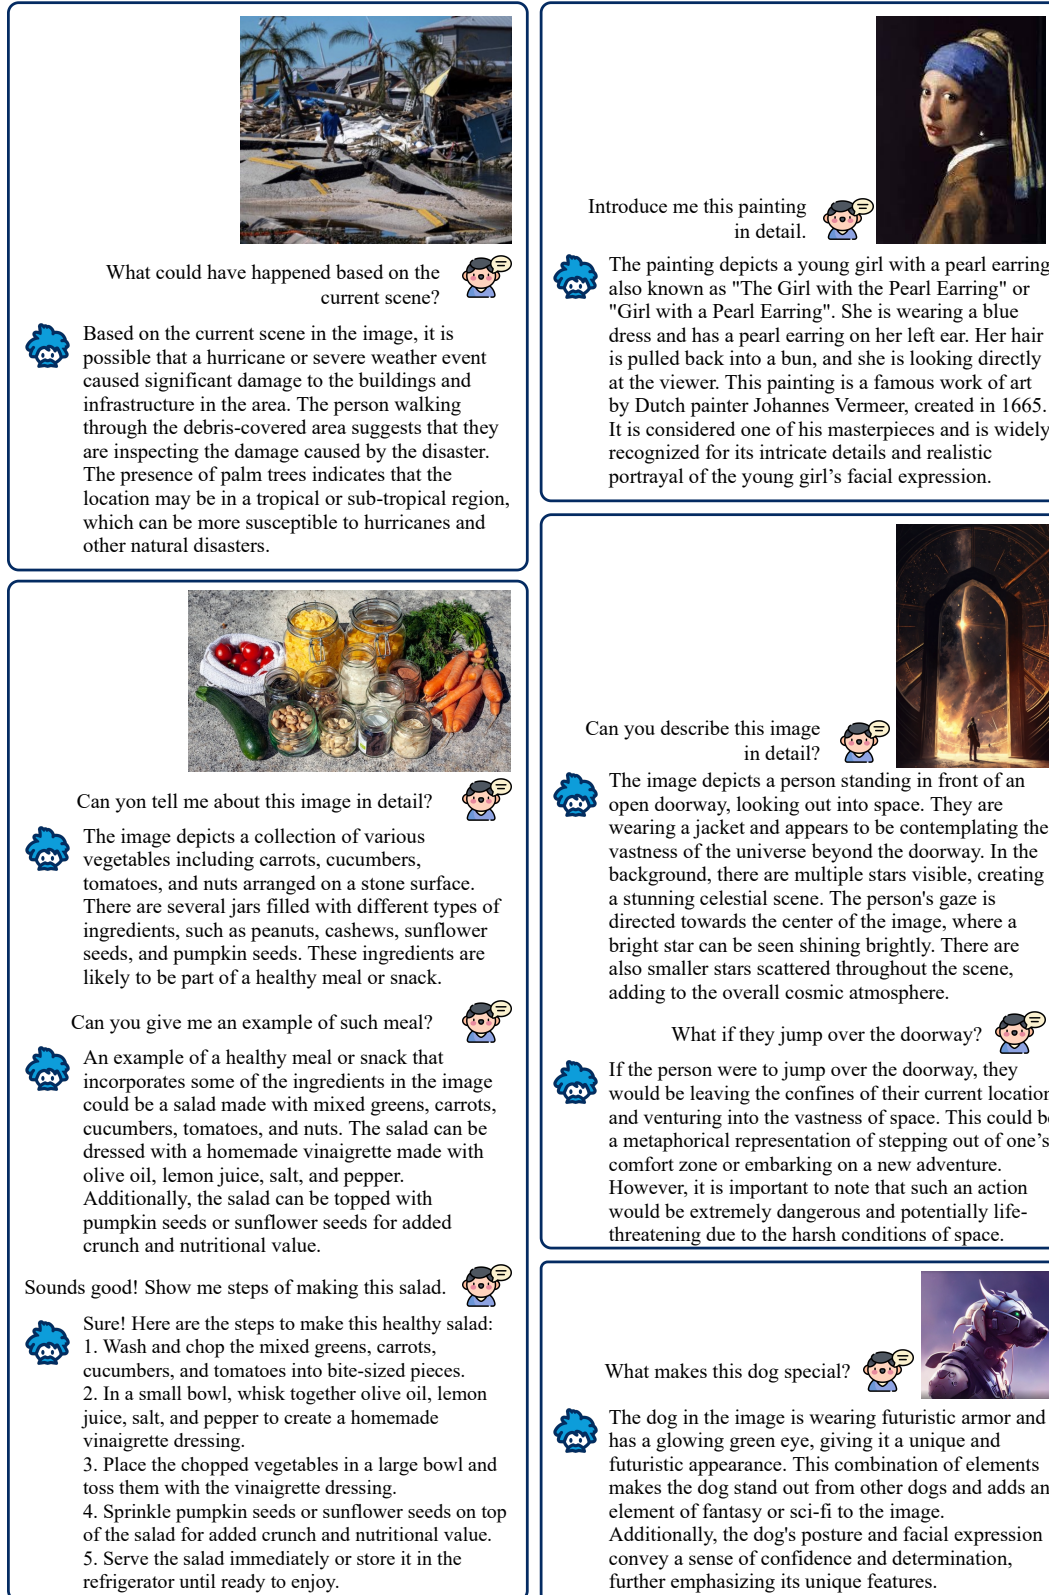 What could have happened based on the
current scene?
Based on the current scene in the image, it is
possible that a hurricane or severe weather event
caused significant damage to the buildings and
infrastructure in the area. The person walking
through the debris-covered area suggests that they
are inspecting the damage caused by the disaster.
The presence of palm trees indicates that the
location may be in a tropical or sub-tropical region,
which can be more susceptible to hurricanes and
other natural disasters.
Can yon tell me about this image in detail?
The image depicts a collection of various
vegetables including carrots, cucumbers,
tomatoes, and nuts arranged on a stone surface.
There are several jars filled with different types of
ingredients, such as peanuts, cashews, sunflower
seeds, and pumpkin seeds. These ingredients are
likely to be part of a healthy meal or snack.
Can you give me an example of such meal?
An example of a healthy meal or snack that
incorporates some of the ingredients in the image
could be a salad made with mixed greens, carrots,
cucumbers, tomatoes, and nuts. The salad can be
dressed with a homemade vinaigrette made with
olive oil, lemon juice, salt, and pepper.
Additionally, the salad can be topped with
pumpkin seeds or sunflower seeds for added
crunch and nutritional value.
Sounds good! Show me steps of making this salad.
Sure! Here are the steps to make this healthy salad:
1. Wash and chop the mixed greens, carrots,
cucumbers, and tomatoes into bite-sized pieces.
2. In a small bowl, whisk together olive oil, lemon
juice, salt, and pepper to create a homemade
vinaigrette dressing.
3. Place the chopped vegetables in a large bowl and
toss them with the vinaigrette dressing.
4. Sprinkle pumpkin seeds or sunflower seeds on top
of the salad for added crunch and nutritional value.
5. Serve the salad immediately or store it in the
refrigerator until ready to enjoy.
Introduce me this painting
in detail.
The painting depicts a young girl with a pearl earring
also known as "The Girl with the Pearl Earring" or
"Girl with a Pearl Earring". She is wearing a blue
dress and has a pearl earring on her left ear. Her hair
is pulled back into a bun, and she is looking directly
at the viewer. This painting is a famous work of art
by Dutch painter Johannes Vermeer, created in 1665.
It is considered one of his masterpieces and is widely
recognized for its intricate details and realistic
portrayal of the young girl’s facial expression.
Can you describe this image
in detail?
The image depicts a person standing in front of an
open doorway, looking out into space. They are
wearing a jacket and appears to be contemplating the
vastness of the universe beyond the doorway. In the
background, there are multiple stars visible, creating
a stunning celestial scene. The person's gaze is
directed towards the center of the image, where a
bright star can be seen shining brightly. There are
also smaller stars scattered throughout the scene,
adding to the overall cosmic atmosphere.
What if they jump over the doorway?
If the person were to jump over the doorway, they
would be leaving the confines of their current location
and venturing into the vastness of space. This could be
a metaphorical representation of stepping out of one’s
comfort zone or embarking on a new adventure.
However, it is important to note that such an action
would be extremely dangerous and potentially life-
threatening due to the harsh conditions of space.
What makes this dog special?
The dog in the image is wearing futuristic armor and
has a glowing green eye, giving it a unique and
futuristic appearance. This combination of elements
makes the dog stand out from other dogs and adds an
element of fantasy or sci-fi to the image.
Additionally, the dog's posture and facial expression
convey a sense of confidence and determination,
further emphasizing its unique features.